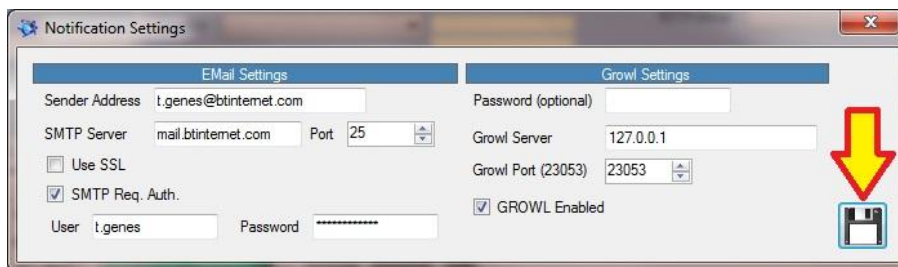 Notification Settings
EMail Settings
Sender Address t.genes@btinternet.com
SMTP Server mail.btinternet.com Port 25
Use SSL
SMTP Req. Auth.
User t.genes Password ************
Growl Settings
Password (optional)
Growl Server 127.0.0.1
Growl Port (23053) 23053
GROWL Enabled